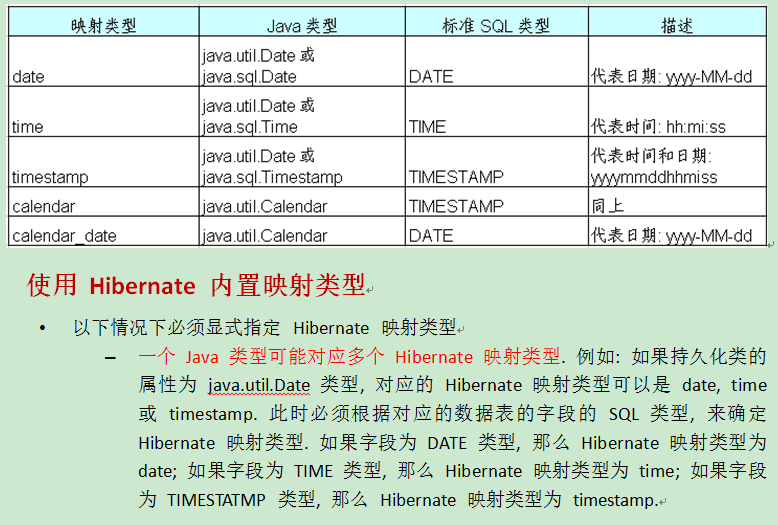 映射类型 Java 类型 标准 SQL 类型 描述
java.util.Date 或
date java.sql.Date DATE 代表日期: yyyy-MM-dd
java.util.Date 或
time java.sql.Time TIME 代表时间: hh:mi:ss
java.util.Date 或 代表时间和日期:
timestamp java.sql.Timestamp TIMESTAMP yyyymmddhhmiss
calendar java.util.Calendar TIMESTAMP 同上
calendar_date java.util.Calendar DATE 代表日期: yyyy-MM-dd
使用 Hibernate 内置映射类型
• 以下情况下必须显式指定 Hibernate 映射类型
– 一个 Java 类型可能对应多个 Hibernate 映射类型. 例如: 如果持久化类的
属性为 java.util.Date 类型, 对应的 Hibernate 映射类型可以是 date, time
或 timestamp. 此时必须根据对应的数据表的字段的 SQL 类型, 来确定
Hibernate 映射类型. 如果字段为 DATE 类型, 那么 Hibernate 映射类型为
date; 如果字段为 TIME 类型, 那么 Hibernate 映射类型为 time; 如果字段
为 TIMESTATMP 类型, 那么 Hibernate 映射类型为 timestamp.